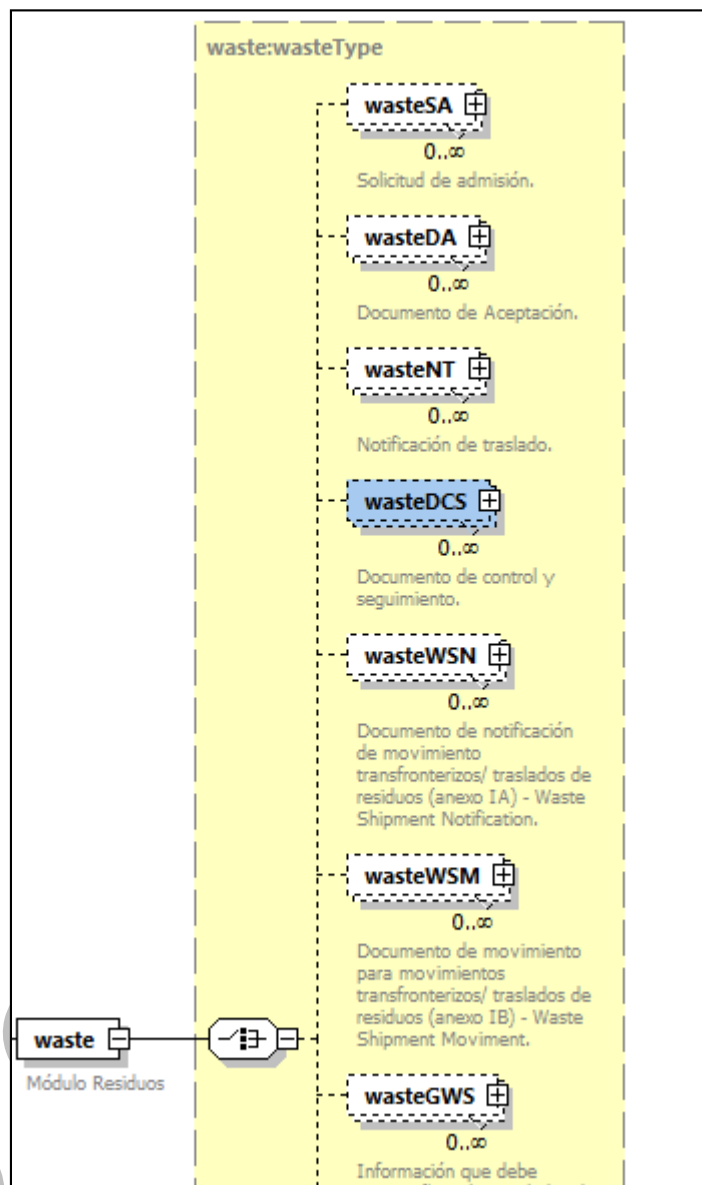 waste:wasteType
wasteSA
0..∞
Solicitud de admisión.
wasteDA
0..∞
Documento de Aceptación.
wasteNT
0..∞
Notificación de traslado.
wasteDCS
0..∞
Documento de control y
seguimiento.
wasteWSN
0..∞
Documento de notificación
de movimiento
transfronterizos/ traslados de
residuos (anexo IA) - Waste
Shipment Notification.
wasteWSM
0..∞
Documento de movimiento
para movimientos
transfronterizos/ traslados de
residuos (anexo IB) - Waste
Shipment Moviment.
waste
Módulo Residuos
wasteGWS
0..∞
Información que debe